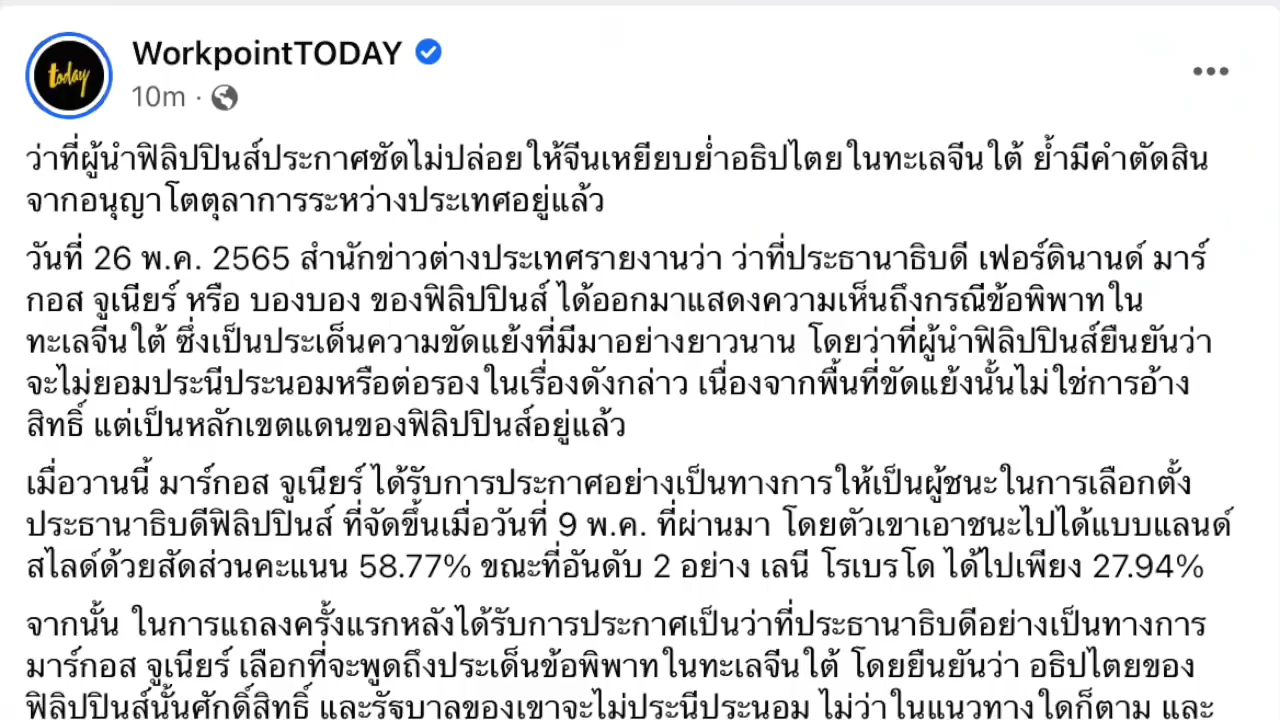 WorkpointTODAY
today
10m ·
ว่าที่ผู้นำฟิลิปปินส์ประกาศชัดไม่ปล่อยให้จีนเหยียบย่ำอธิปไตยในทะเลจีนใต้ ย้ำมีคำตัดสิน
จากอนุญาโตตุลาการระหว่างประเทศอยู่แล้ว
วันที่ 26 พ.ค. 2565 สำนักข่าวต่างประเทศรายงานว่า ว่าที่ประธานาธิบดี เฟอร์ดินานด์ มาร์
กอส จูเนียร์ หรือ บองบอง ของฟิลิปปินส์ ได้ออกมาแสดงความเห็นถึงกรณีข้อพิพาทใน
ทะเลจีนใต้ ซึ่งเป็นประเด็นความขัดแย้งที่มีมาอย่างยาวนาน โดยว่าที่ผู้นำฟิลิปปินส์ยืนยันว่า
จะไม่ยอมประนีประนอมหรือต่อรองในเรื่องดังกล่าว เนื่องจากพื้นที่ขัดแย้งนั้นไม่ใช่การอ้าง
สิทธิ์ แต่เป็นหลักเขตแดนของฟิลิปปินส์อยู่แล้ว
เมื่อวานนี้ มาร์กอส จูเนียร์ ได้รับการประกาศอย่างเป็นทางการให้เป็นผู้ชนะในการเลือกตั้ง
ประธานาธิบดีฟิลิปปินส์ ที่จัดขึ้นเมื่อวันที่ 9 พ.ค. ที่ผ่านมา โดยตัวเขาเอาชนะไปได้แบบแลนด์
สไลด์ด้วยสัดส่วนคะแนน 58.77% ขณะที่อันดับ 2 อย่าง เลนี โรเบรโด ได้ไปเพียง 27.94%
จากนั้น ในการแถลงครั้งแรกหลังได้รับการประกาศเป็นว่าที่ประธานาธิบดีอย่างเป็นทางการ
มาร์กอส จูเนียร์ เลือกที่จะพูดถึงประเด็นข้อพิพาทในทะเลจีนใต้ โดยยืนยันว่า อธิปไตยของ
ฟิลิปปินส์นั้นศักดิ์สิทธิ์ และรัฐบาลของเขาจะไม่ประนีประนอม ไม่ว่าในแนวทางใดก็ตาม และ